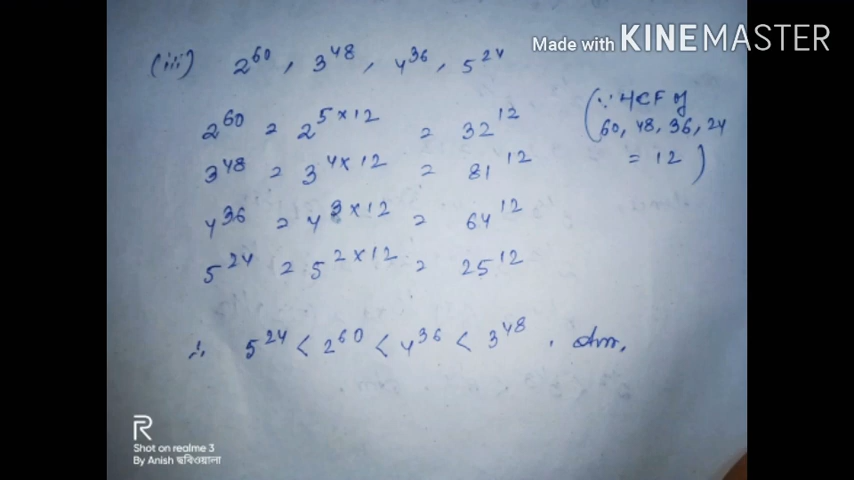 Made with KINEMASTER
(iii) 2^60, 3^48, 4^36, 5^24
(∵ HCF of
60, 48, 36, 24
= 12)
2^60 = 2^5×12 = 32^12
3^48 = 3^4×12 = 81^12
4^36 = 4^3×12 = 64^12
5^24 = 5^2×12 = 25^12
∴ 5^24 < 2^60 < 4^36 < 3^48. Ans.
R
Shot on realme 3
By Anish ছবিওয়ালা